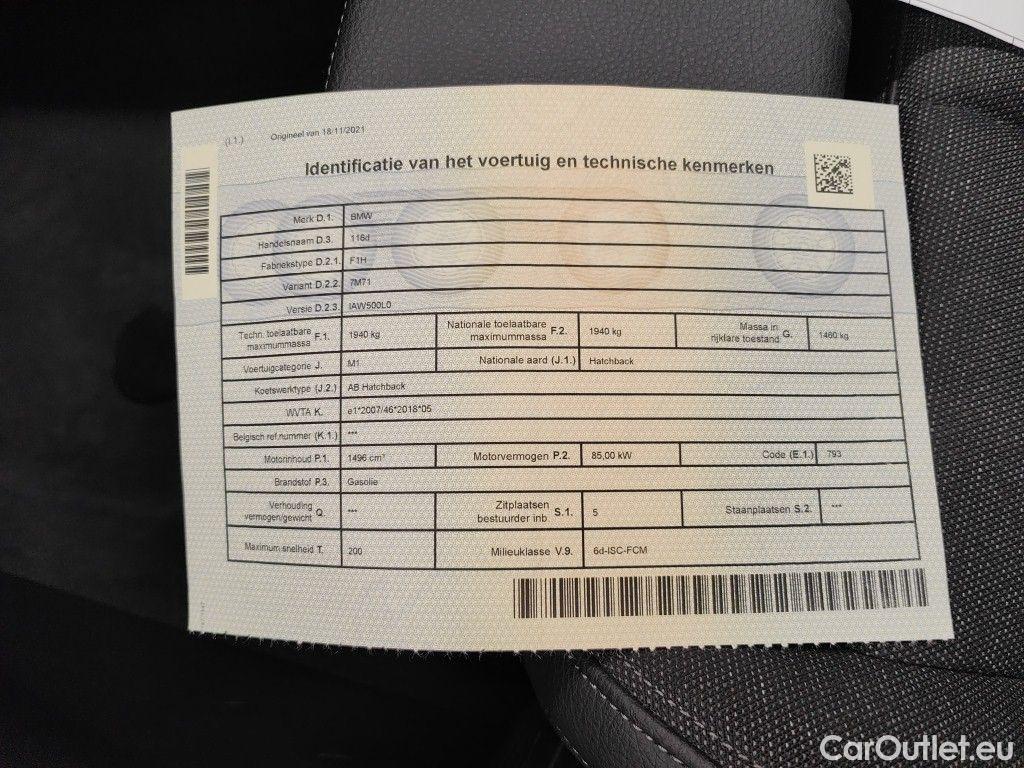 (I.1.) Origineel van 18/11/2021
Identificatie van het voertuig en technische kenmerken
Merk D.1. BMW
Handelsnaam D.3. 116d
Fabriekstype D.2.1. F1H
Variant D.2.2. 7M71
Versie D.2.3. IAW500L0
Techn. toelaatbare maximummassa F.1. 1940 kg Nationale toelaatbare maximummassa F.2. 1940 kg Massa in rijklare toestand G. 1460 kg
Voertuigcategorie J. M1 Nationale aard (J.1.) Hatchback
Koetswerktype (J.2.) AB Hatchback
WVTA K. e1*2007/46*2018*05
Belgisch ref.nummer (K.1.) ***
Motorinhoud P.1. 1496 cm³ Motorvermogen P.2. 85,00 kW Code (E.1.) 793
Brandstof P.3. Gasolie
Verhouding vermogen/gewicht Q. *** Zitplaatsen bestuurder inb. S.1. 5 Staanplaatsen S.2. ***
Maximum snelheid T. 200 Milieuklasse V.9. 6d-ISC-FCM
CarOutlet.eu